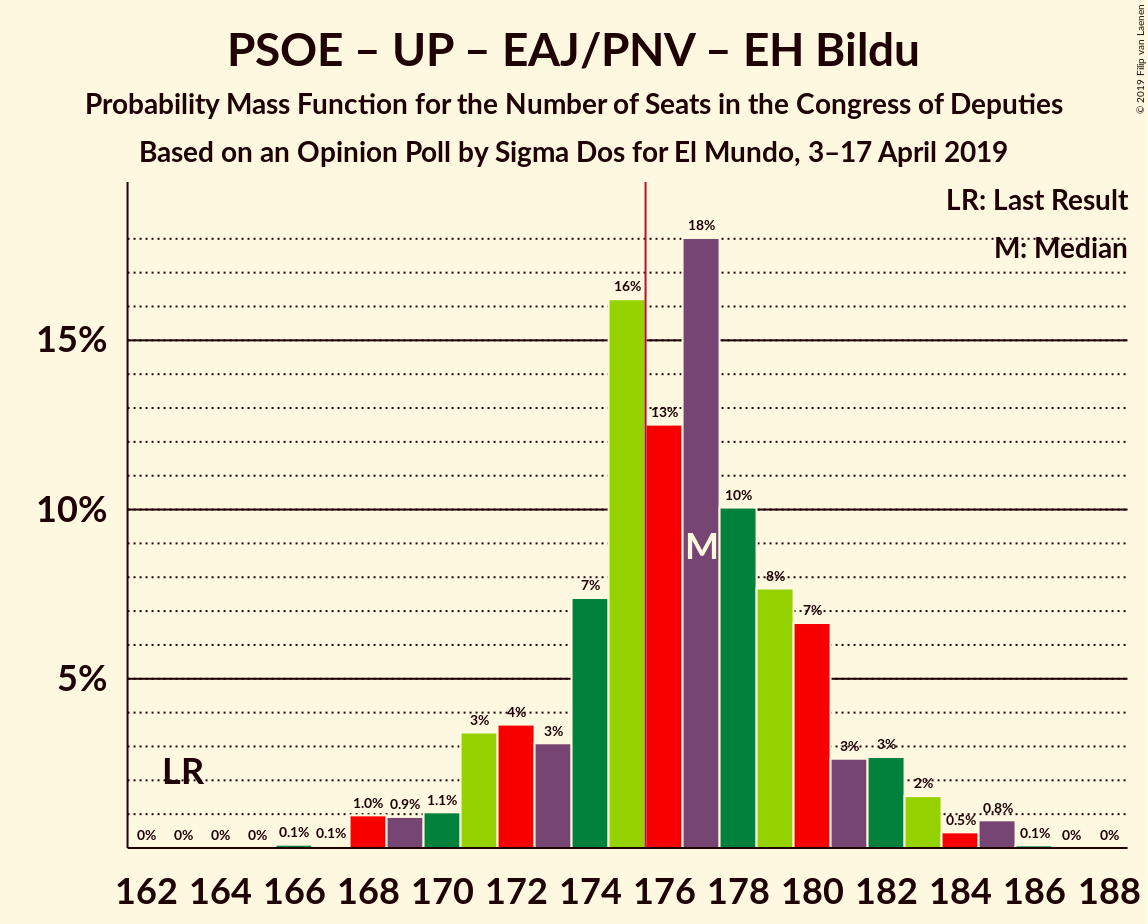 PSOE – UP – EAJ/PNV – EH Bildu
Probability Mass Function for the Number of Seats in the Congress of Deputies
Based on an Opinion Poll by Sigma Dos for El Mundo, 3–17 April 2019
© 2019 Filip van Laenen
LR: Last Result
M: Median
15%
10%
5%
LR
M
0% 0% 0% 0% 0.1% 0.1% 1.0% 0.9% 1.1% 3% 4% 3% 7% 16% 13% 18% 10% 8% 7% 3% 3% 2% 0.5% 0.8% 0.1% 0% 0%
162 164 166 168 170 172 174 176 178 180 182 184 186 188